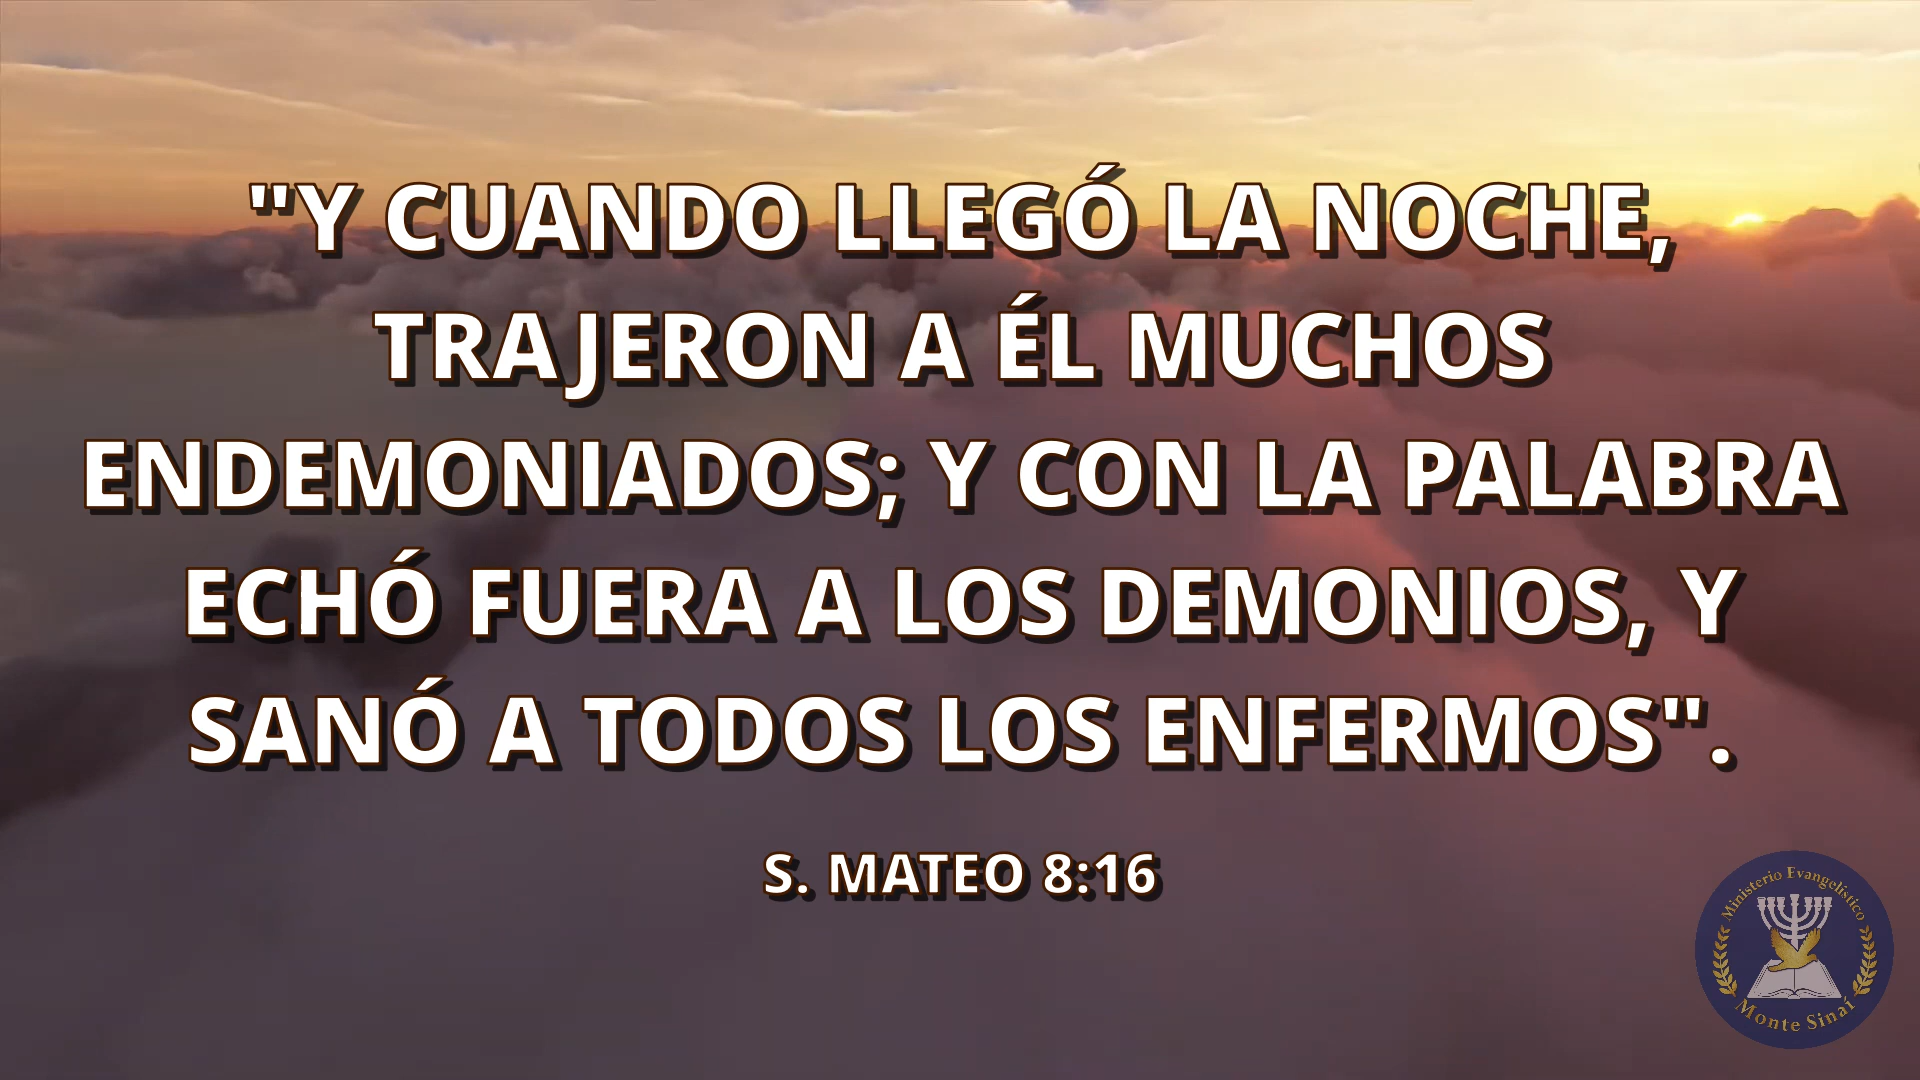 "Y CUANDO LLEGÓ LA NOCHE,
TRAJERON A ÉL MUCHOS
ENDEMONIADOS; Y CON LA PALABRA
ECHÓ FUERA A LOS DEMONIOS, Y
SANÓ A TODOS LOS ENFERMOS".
S. MATEO 8:16
Ministerio Evangelístico
Monte Sinaí